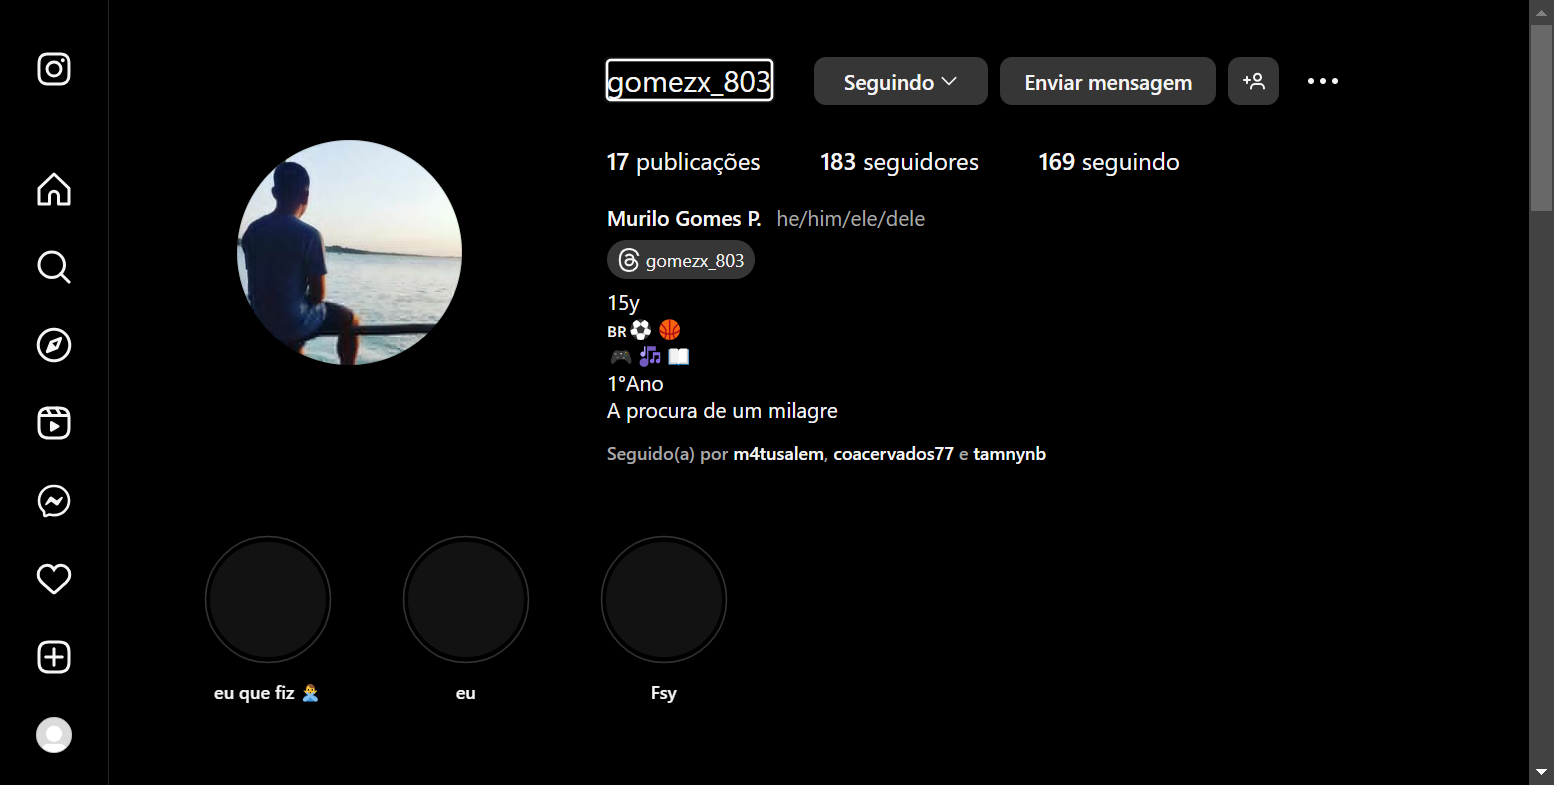 gomezx_803 Seguindo Enviar mensagem
17 publicações 183 seguidores 169 seguindo
Murilo Gomes P. he/him/ele/dele
gomezx_803
15y
BR⚽ 🏀
🎮 🎶 📖
1°Ano
A procura de um milagre
Seguido(a) por m4tusalem, coacervados77 e tamnynb
eu que fiz 🤷‍♂️ eu Fsy